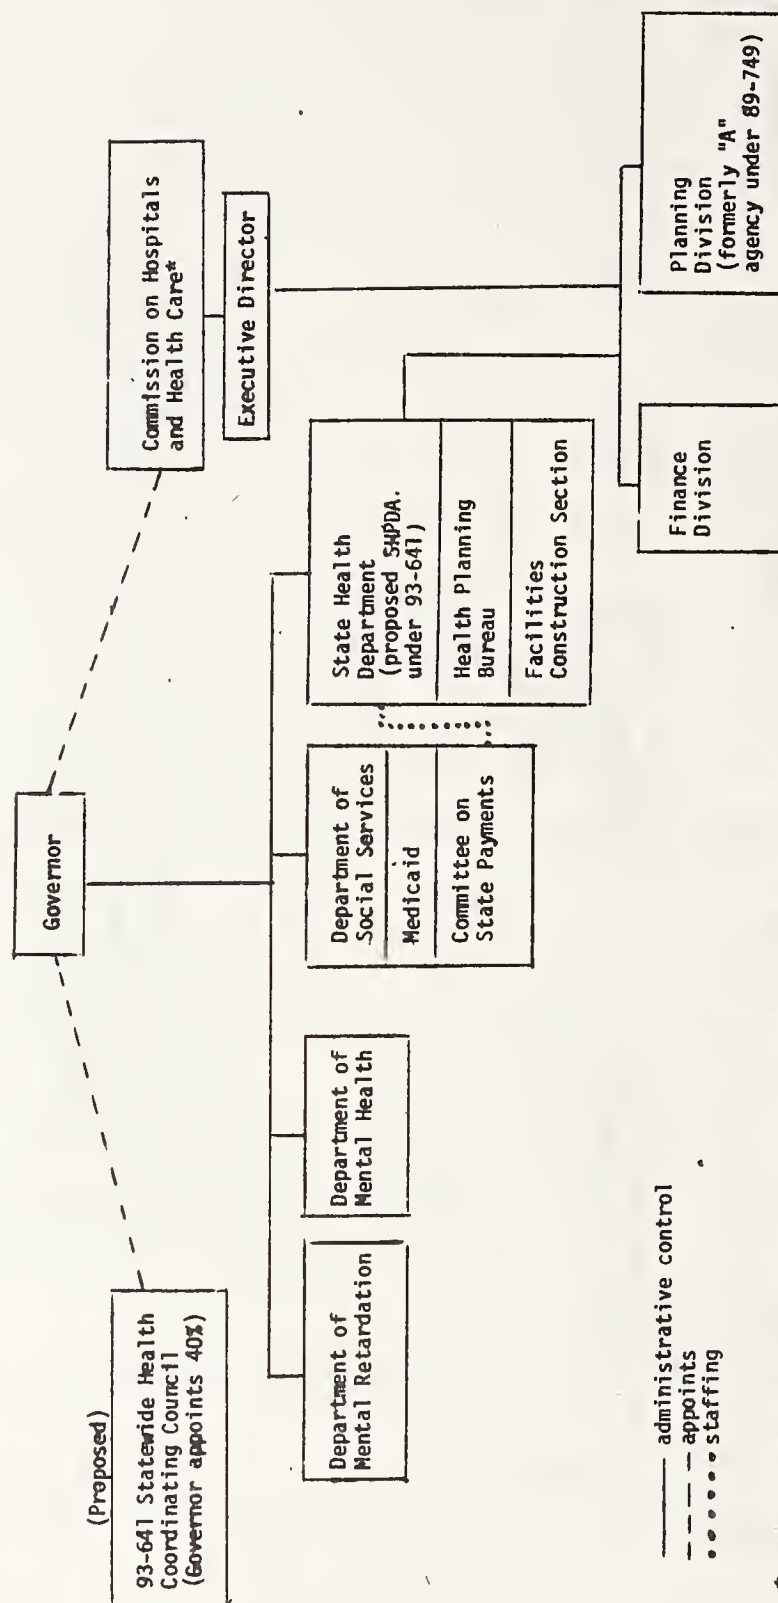 (Proposed)
93-641 Statewide Health
Coordinating Council
(Governor appoints 40%)
Governor
Commission on Hospitals
and Health Care*
Executive Director
Department of
Mental Retardation
Department of
Mental Health
Department of
Social Services
Medicaid
Committee on
State Payments
State Health
Department
(proposed SHPDA.
under 93-641)
Health Planning
Bureau
Facilities
Construction Section
Finance
Division
Planning
Division
(formerly "A"
agency under 89-749)
administrative control
appoints
staffing